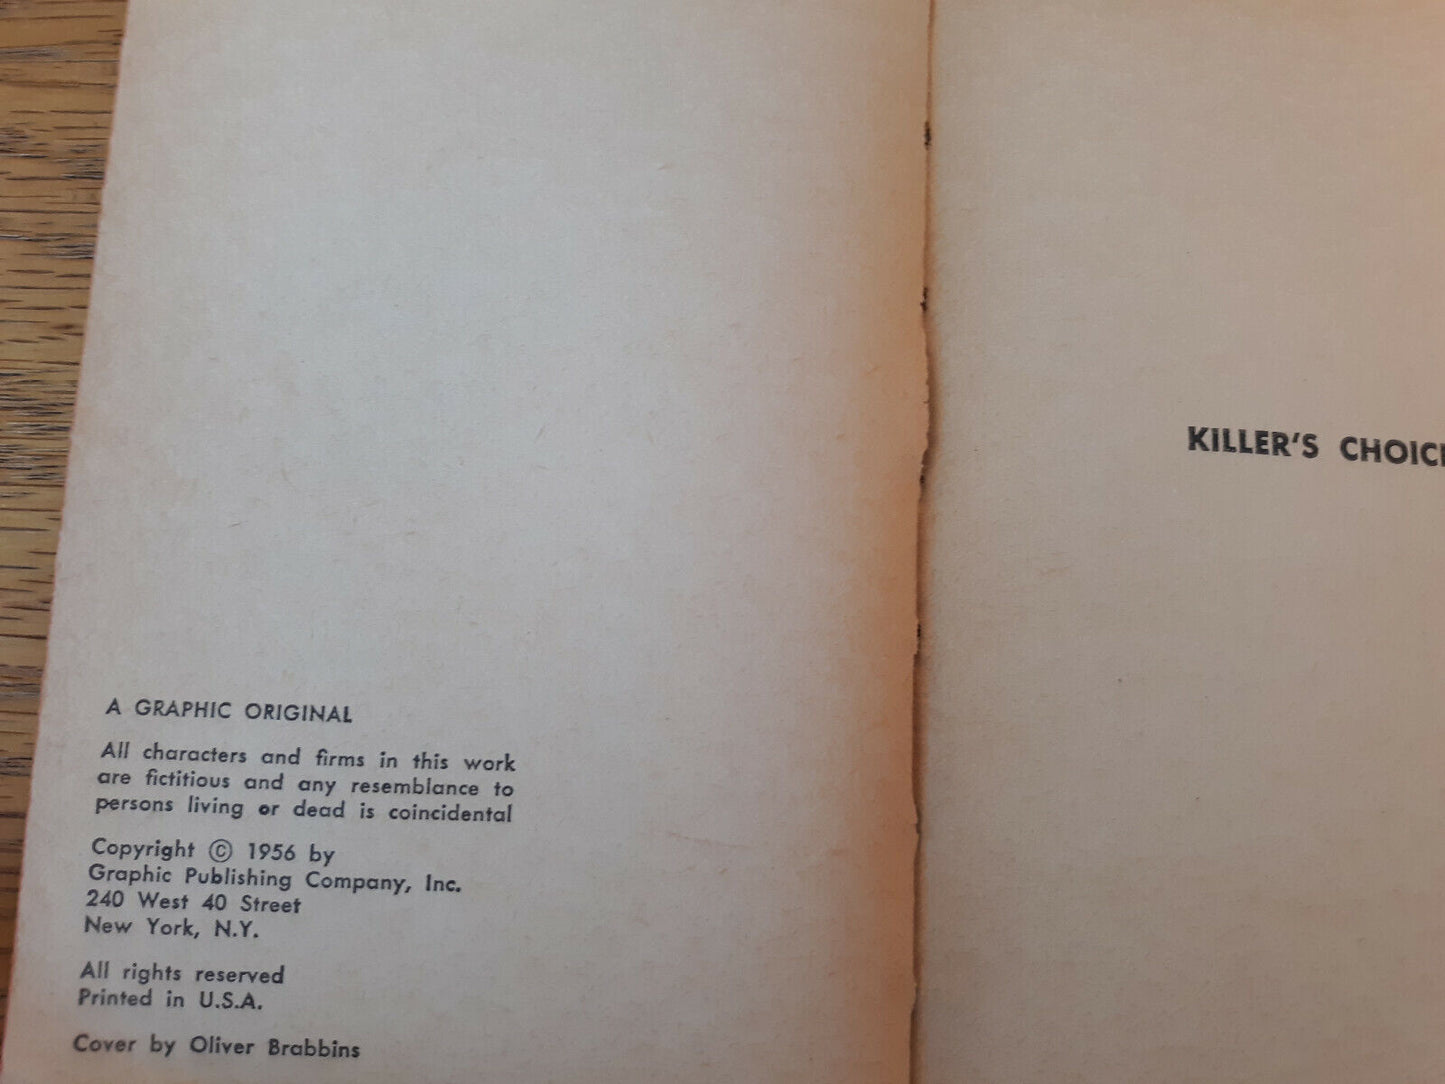 A GRAPHIC ORIGINAL
All characters and firms in this work
are fictitious and any resemblance to
persons living or dead is coincidental
Copyright © 1956 by
Graphic Publishing Company, Inc.
240 West 40 Street
New York, N.Y.
All rights reserved
Printed in U.S.A.
Cover by Oliver Brabbins
KILLER'S CHOICE